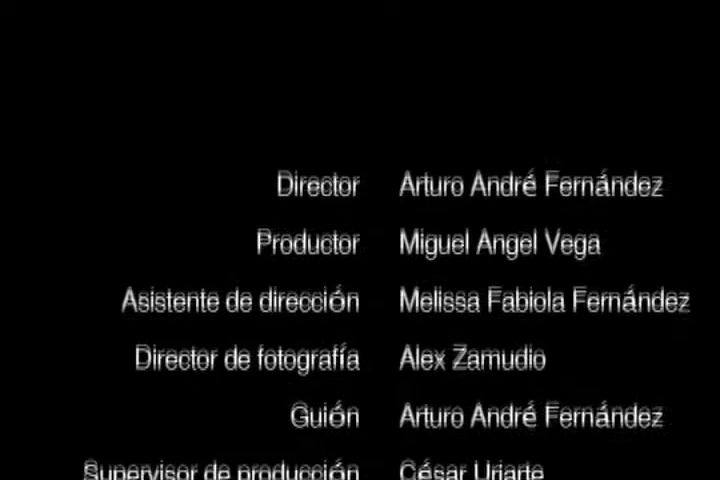 Director Arturo André Fernández
Productor Miguel Angel Vega
Asistente de dirección Melissa Fabiola Fernández
Director de fotografía Alex Zamudio
Guión Arturo André Fernández
Supervisor de producción César Uriarte